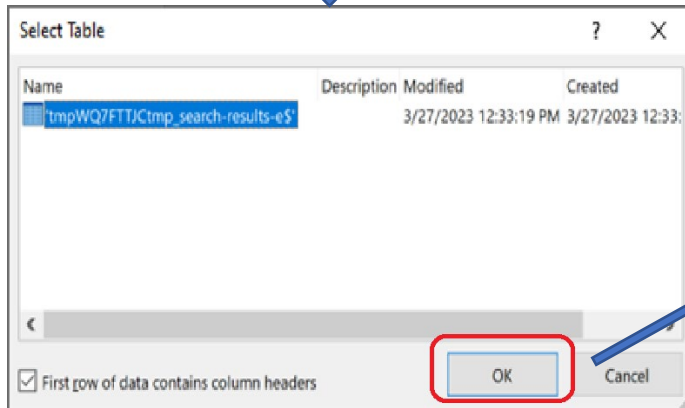 Select Table ? X
Name Description Modified Created
'tmpWQ7FTTJCtmp_search-results-e$' 3/27/2023 12:33:19 PM 3/27/2023 12:33:
First row of data contains column headers OK Cancel